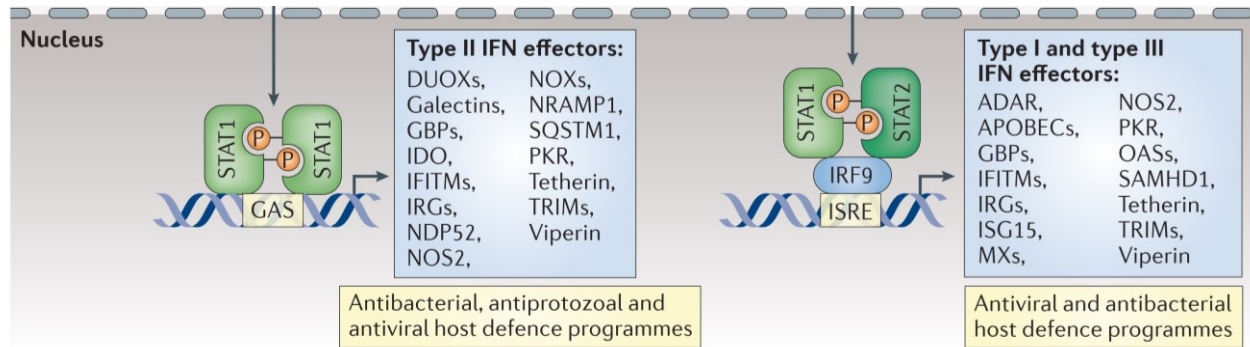 Nucleus
Type II IFN effectors:
DUOXs, NOXs,
Galectins, NRAMP1,
GBPs, SQSTM1,
IDO, PKR,
IFITMs, Tetherin,
IRGs, TRIMs,
NDP52, Viperin
NOS2,
STAT1
P
P
STAT1
GAS
Antibacterial, antiprotozoal and
antiviral host defence programmes
STAT1
P
P
STAT2
IRF9
ISRE
Type I and type III
IFN effectors:
ADAR, NOS2,
APOBECs, PKR,
GBPs, OASs,
IFITMs, SAMHD1,
IRGs, Tetherin,
ISG15, TRIMs,
MXs, Viperin
Antiviral and antibacterial
host defence programmes